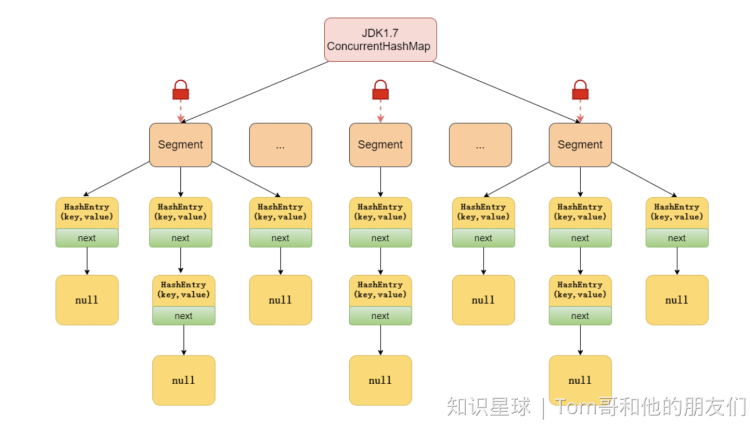 JDK1.7
ConcurrentHashMap
Segment
...
Segment
...
Segment
HashEntry
(key,value)
next
HashEntry
(key,value)
next
HashEntry
(key,value)
next
HashEntry
(key,value)
next
HashEntry
(key,value)
next
HashEntry
(key,value)
next
HashEntry
(key,value)
next
null
HashEntry
(key,value)
next
null
HashEntry
(key,value)
next
null
HashEntry
(key,value)
next
null
null
null
null
知识星球 | Tom哥和他的朋友们